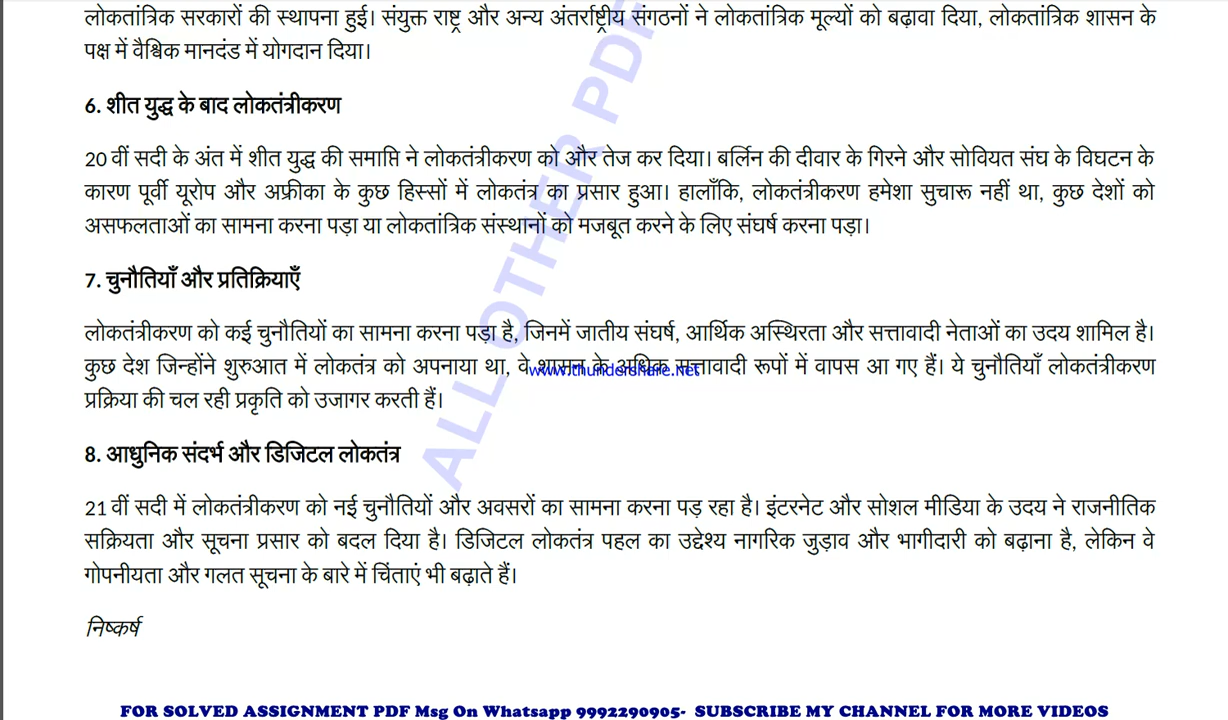 लोकतांत्रिक सरकारों की स्थापना हुई। संयुक्त राष्ट्र और अन्य अंतर्राष्ट्रीय संगठनों ने लोकतांत्रिक मूल्यों को बढ़ावा दिया, लोकतांत्रिक शासन के
पक्ष में वैश्विक मानदंड में योगदान दिया।
6. शीत युद्ध के बाद लोकतंत्रीकरण
20 वीं सदी के अंत में शीत युद्ध की समाप्ति ने लोकतंत्रीकरण को और तेज कर दिया। बर्लिन की दीवार के गिरने और सोवियत संघ के विघटन के
कारण पूर्वी यूरोप और अफ्रीका के कुछ हिस्सों में लोकतंत्र का प्रसार हुआ। हालाँकि, लोकतंत्रीकरण हमेशा सुचारू नहीं था, कुछ देशों को
असफलताओं का सामना करना पड़ा या लोकतांत्रिक संस्थानों को मजबूत करने के लिए संघर्ष करना पड़ा।
7. चुनौतियाँ और प्रतिक्रियाएँ
लोकतंत्रीकरण को कई चुनौतियों का सामना करना पड़ा है, जिनमें जातीय संघर्ष, आर्थिक अस्थिरता और सत्तावादी नेताओं का उदय शामिल है।
कुछ देश जिन्होंने शुरुआत में लोकतंत्र को अपनाया था, वे शासन के अधिक सत्तावादी रूपों में वापस आ गए हैं। ये चुनौतियाँ लोकतंत्रीकरण
www.thundershare.net
प्रक्रिया की चल रही प्रकृति को उजागर करती हैं।
8. आधुनिक संदर्भ और डिजिटल लोकतंत्र
21 वीं सदी में लोकतंत्रीकरण को नई चुनौतियों और अवसरों का सामना करना पड़ रहा है। इंटरनेट और सोशल मीडिया के उदय ने राजनीतिक
सक्रियता और सूचना प्रसार को बदल दिया है। डिजिटल लोकतंत्र पहल का उद्देश्य नागरिक जुड़ाव और भागीदारी को बढ़ाना है, लेकिन वे
गोपनीयता और गलत सूचना के बारे में चिंताएं भी बढ़ाते हैं।
निष्कर्ष
ALL OTHER PDF
FOR SOLVED ASSIGNMENT PDF Msg On Whatsapp 9992290905- SUBSCRIBE MY CHANNEL FOR MORE VIDEOS